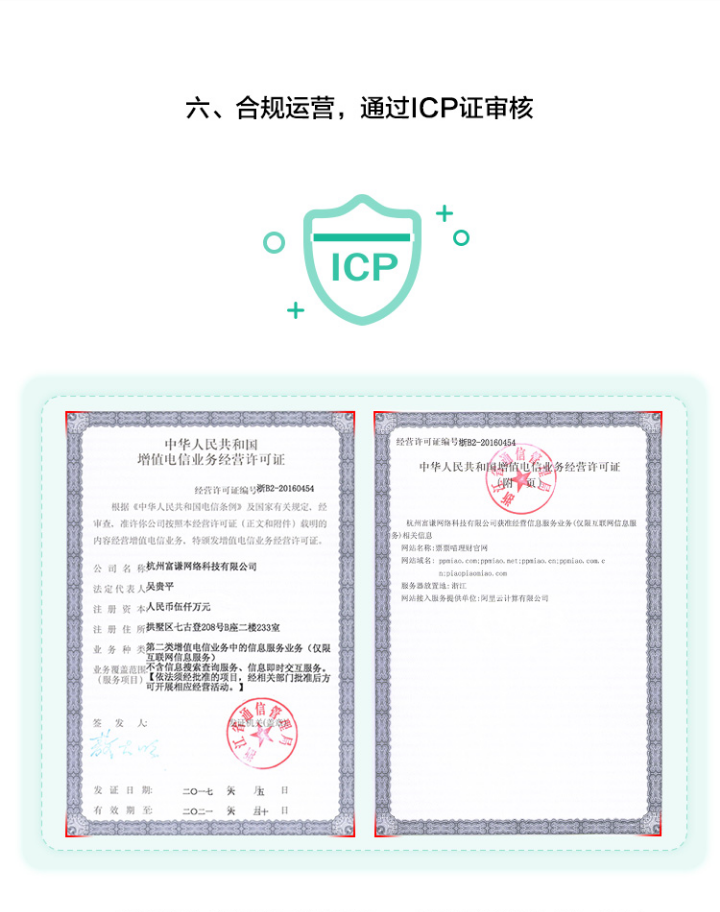 六、合规运营，通过ICP证审核
ICP
中华人民共和国
增值电信业务经营许可证
经营许可证编号浙B2-20160454
根据《中华人民共和国电信条例》及国家有关规定，经
审查，准许你公司按照本经营许可证（正文和附件）载明的
内容经营增值电信业务。特颁发增值电信业务经营许可证。
公司名称杭州富谦网络科技有限公司
法定代表人吴贵平
注册资本人民币伍仟万元
注册住所拱墅区七古登208号B座二楼233室
业务种类第二类增值电信业务中的信息服务业务（仅限
互联网信息服务）
业务覆盖范围不含信息搜索查询服务、信息即时交互服务。
（服务项目）【依法须经批准的项目，经相关部门批准后方
可开展相应经营活动。】
签发人:
浙江省通信管理局
发证日期: 二〇一七 月五日
有效期至: 二〇二一 日
经营许可证编号浙B2-20160454
中华人民共和国增值电信业务经营许可证
（附页）
浙江省通信管理局
杭州富谦网络科技有限公司获准经营信息服务业务(仅限互联网信息服
务)相关信息
网站名称:票票喵理财官网
网站域名: ppmiao.com;ppmiao.net;ppmiao.cn;ppmiao.com.c
n;piaopiaomiao.com
服务器放置地:浙江
网站接入服务提供单位:阿里云计算有限公司